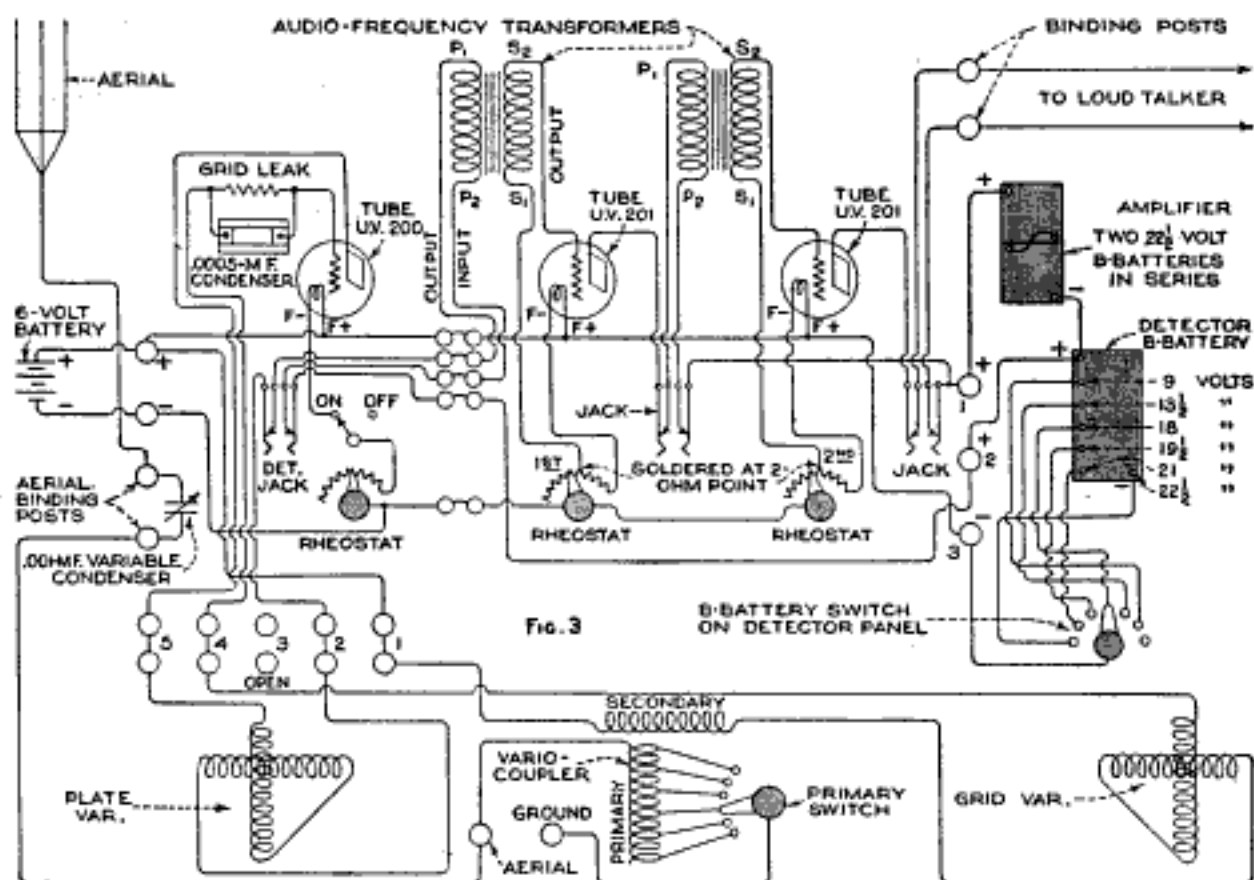 AUDIO-FREQUENCY TRANSFORMERS
BINDING POSTS
P₁
S₂
P₁
S₂
AERIAL
TO LOUD TALKER
OUTPUT
GRID LEAK
P₂
S₁
P₂
S₁
TUBE
U.V. 200
TUBE
U.V. 201
TUBE
U.V. 201
+
AMPLIFIER
TWO 22½ VOLT
B-BATTERIES
IN SERIES
-
.0005-M.F.
CONDENSER
OUTPUT
INPUT
6-VOLT
BATTERY
F-
F+
F-
F+
F-
F+
DETECTOR
B-BATTERY
+
+
+
-
-
9 VOLTS
13½ "
18 "
19½ "
21 "
22½ "
-
ON
OFF
JACK
+
1
+
2
-
3
DET.
JACK
1ST
SOLDERED AT 2-
OHM POINT
2ND
JACK
AERIAL
BINDING
POSTS
RHEOSTAT
RHEOSTAT
RHEOSTAT
VARIABLE
CONDENSER
FIG. 3
B-BATTERY SWITCH
ON DETECTOR PANEL
5
4
3
2
1
OPEN
SECONDARY
VARIO-
COUPLER
PLATE
VAR.
GROUND
PRIMARY
PRIMARY
SWITCH
GRID VAR.
AERIAL